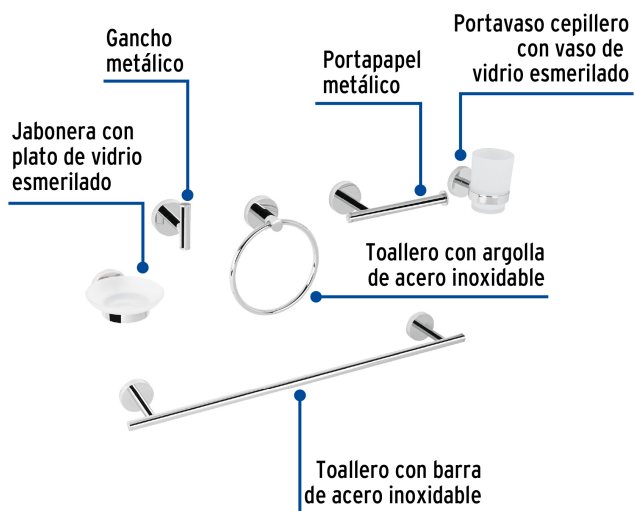 Gancho
metálico
Portapapel
metálico
Portavaso cepillero
con vaso de
vidrio esmerilado
Jabonera con
plato de vidrio
esmerilado
Toallero con argolla
de acero inoxidable
Toallero con barra
de acero inoxidable